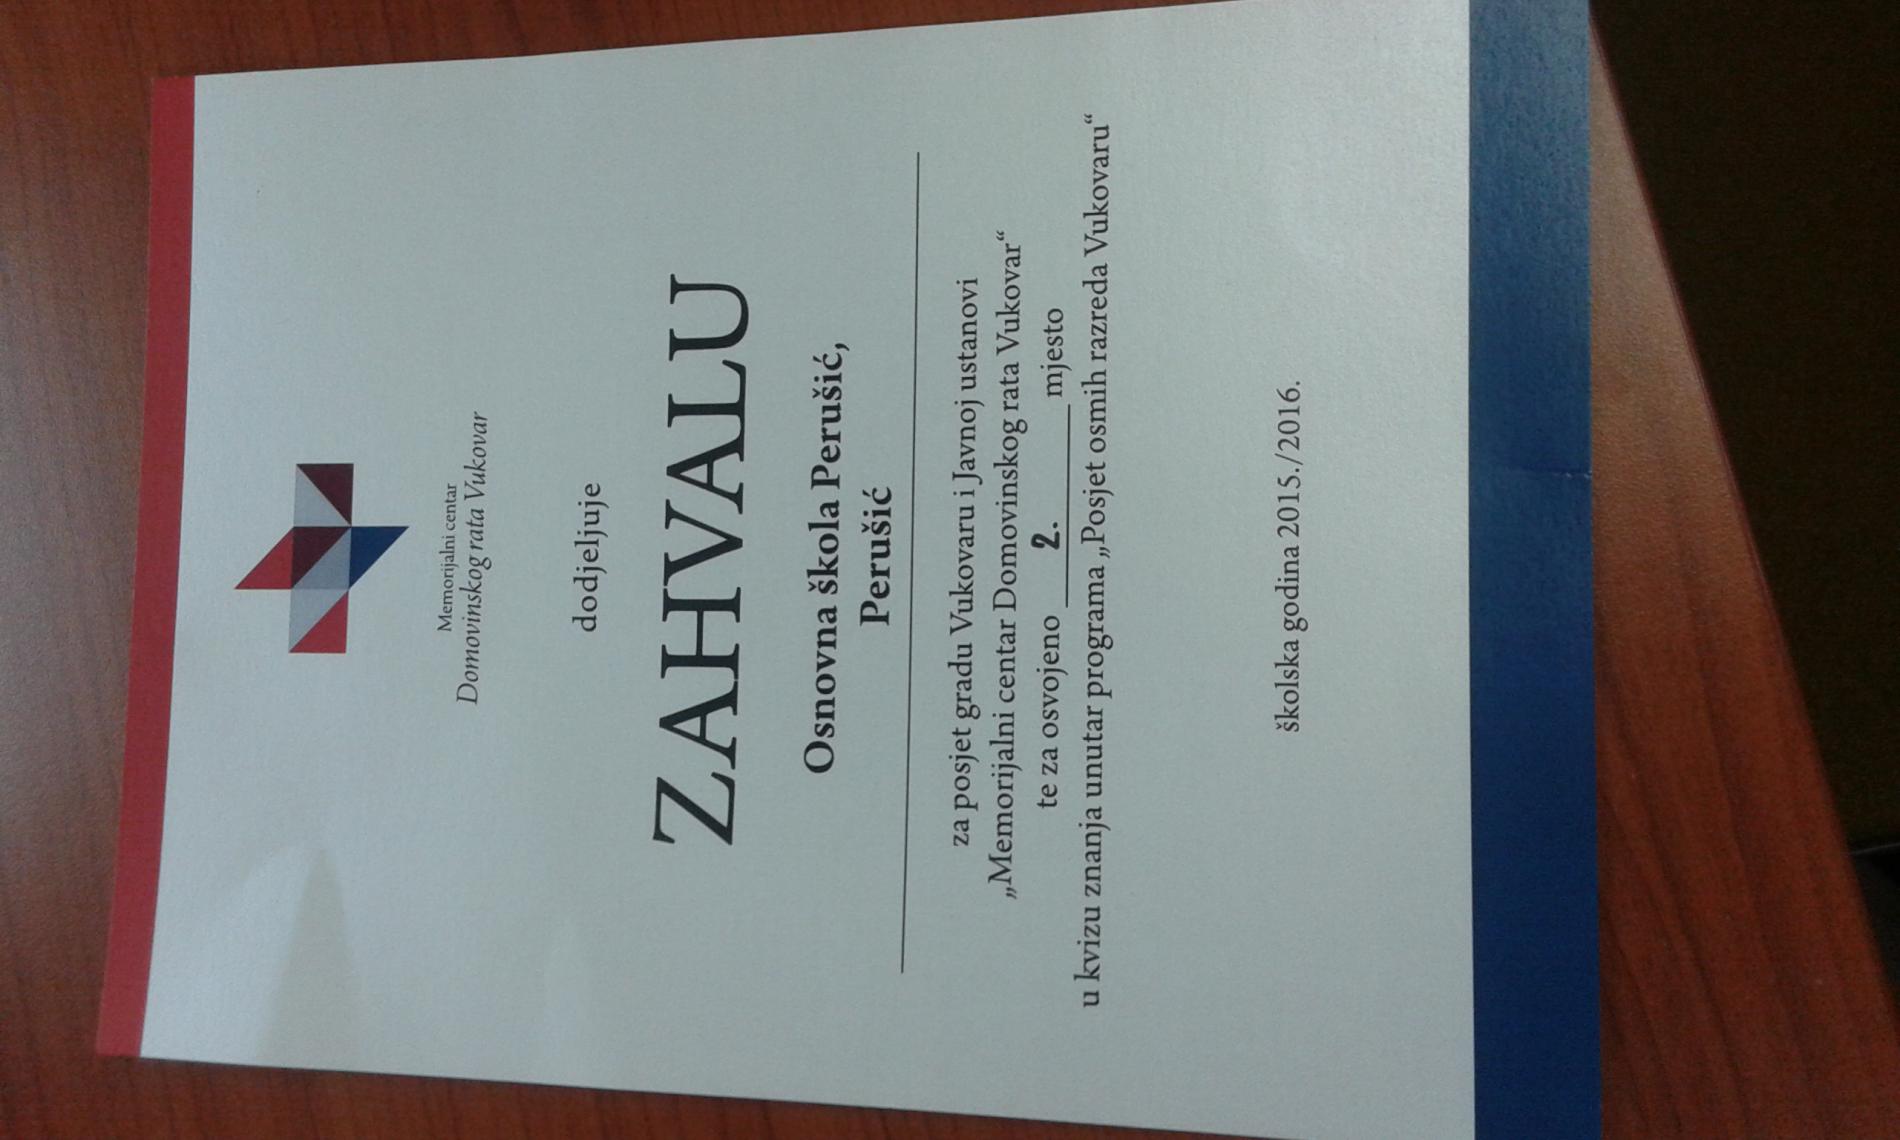 Memorijalni centar
Domovinskog rata Vukovar
dodjeljuje
ZAHVALU
Osnovna škola Perušić,
Perušić
za posjet gradu Vukovaru i Javnoj ustanovi
„Memorijalni centar Domovinskog rata Vukovar“
te za osvojeno 2. mjesto
u kvizu znanja unutar programa „Posjet osmih razreda Vukovaru“
školska godina 2015./2016.